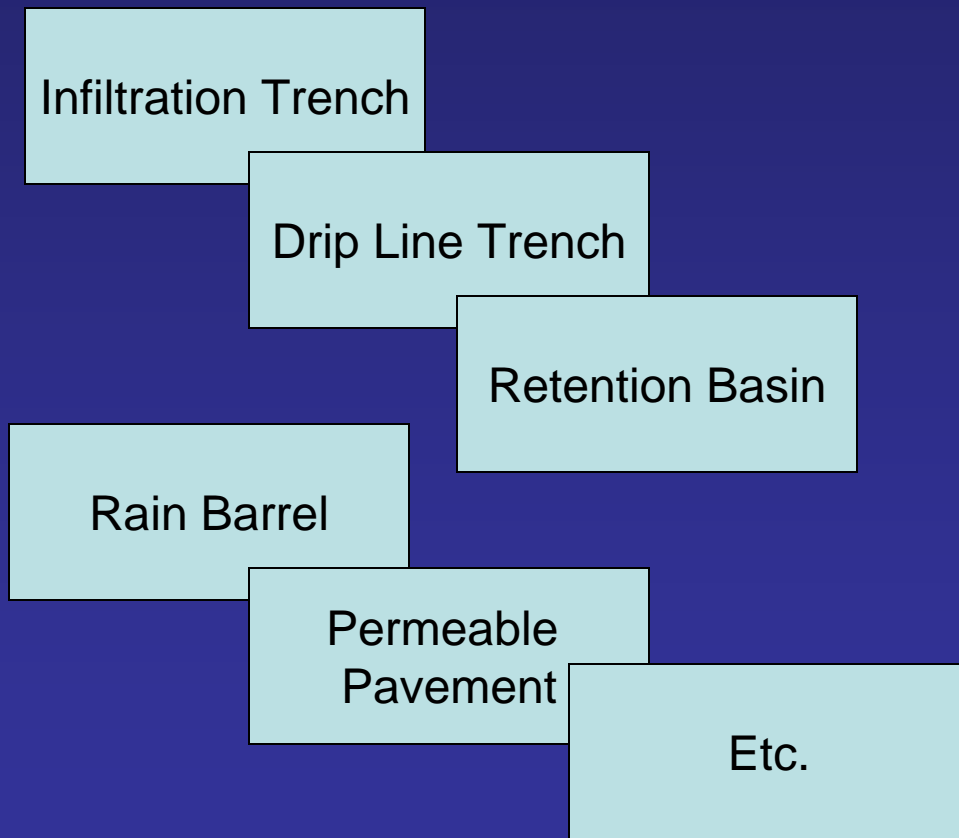 Infiltration Trench
Drip Line Trench
Retention Basin
Rain Barrel
Permeable
Pavement
Etc.